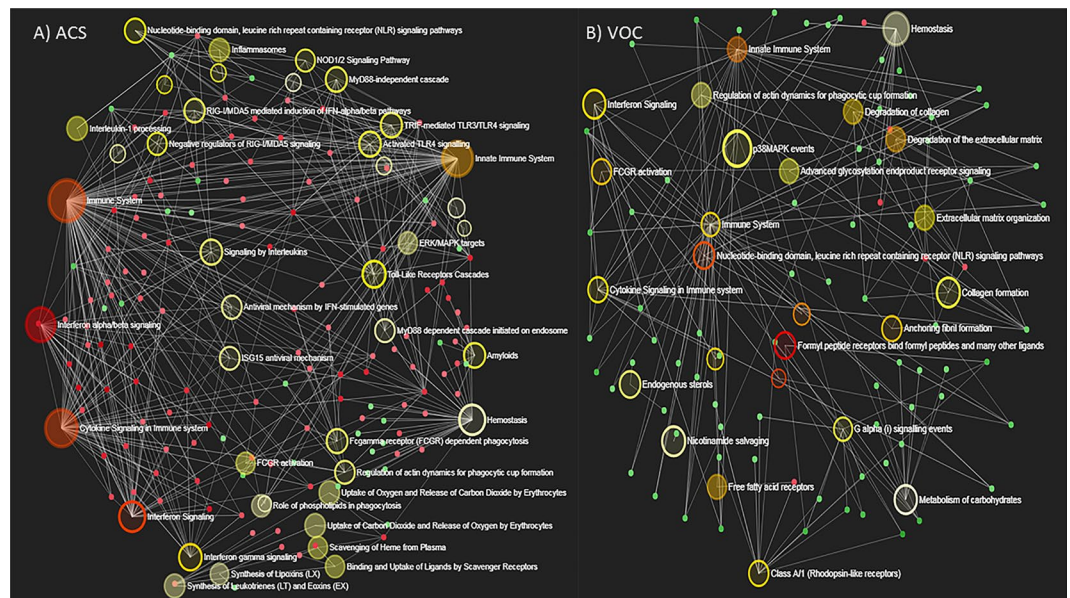 A) ACS
Nucleotide-binding domain, leucine rich repeat containing receptor (NLR) signaling pathways
Inflammasomes
NOD1/2 Signaling Pathway
MyD88-independent cascade
RIG-I/MDA5 mediated induction of IFN-alpha/beta pathways
TRIF-mediated TLR3/TLR4 signaling
Interleukin-1 processing
Negative regulators of RIG-I/MDA5 signaling
Activated TLR4 signalling
Innate Immune System
Immune System
ERK/MAPK targets
Signaling by Interleukins
Toll-Like Receptors Cascades
Antiviral mechanism by IFN-stimulated genes
Interferon alpha/beta signaling
MyD88 dependent cascade initiated on endosome
ISG15 antiviral mechanism
Amyloids
Hemostasis
Cytokine Signaling in Immune system
Fcgamma receptor (FCGR) dependent phagocytosis
FCGR activation
Regulation of actin dynamics for phagocytic cup formation
Uptake of Oxygen and Release of Carbon Dioxide by Erythrocytes
Role of phospholipids in phagocytosis
Interferon Signaling
Uptake of Carbon Dioxide and Release of Oxygen by Erythrocytes
Scavenging of Heme from Plasma
Interferon gamma signaling
Binding and Uptake of Ligands by Scavenger Receptors
Synthesis of Lipoxins (LX)
Synthesis of Leukotrienes (LT) and Eoxins (EX)
B) VOC
Hemostasis
Innate Immune System
Regulation of actin dynamics for phagocytic cup formation
Interferon Signaling
Degradation of collagen
Degradation of the extracellular matrix
p38MAPK events
FCGR activation
Advanced glycosylation endproduct receptor signaling
Extracellular matrix organization
Immune System
Nucleotide-binding domain, leucine rich repeat containing receptor (NLR) signaling pathways
Cytokine Signaling in Immune system
Collagen formation
Anchoring fibril formation
Formyl peptide receptors bind formyl peptides and many other ligands
Endogenous sterols
G alpha (i) signalling events
Nicotinamide salvaging
Free fatty acid receptors
Metabolism of carbohydrates
Class A/1 (Rhodopsin-like receptors)